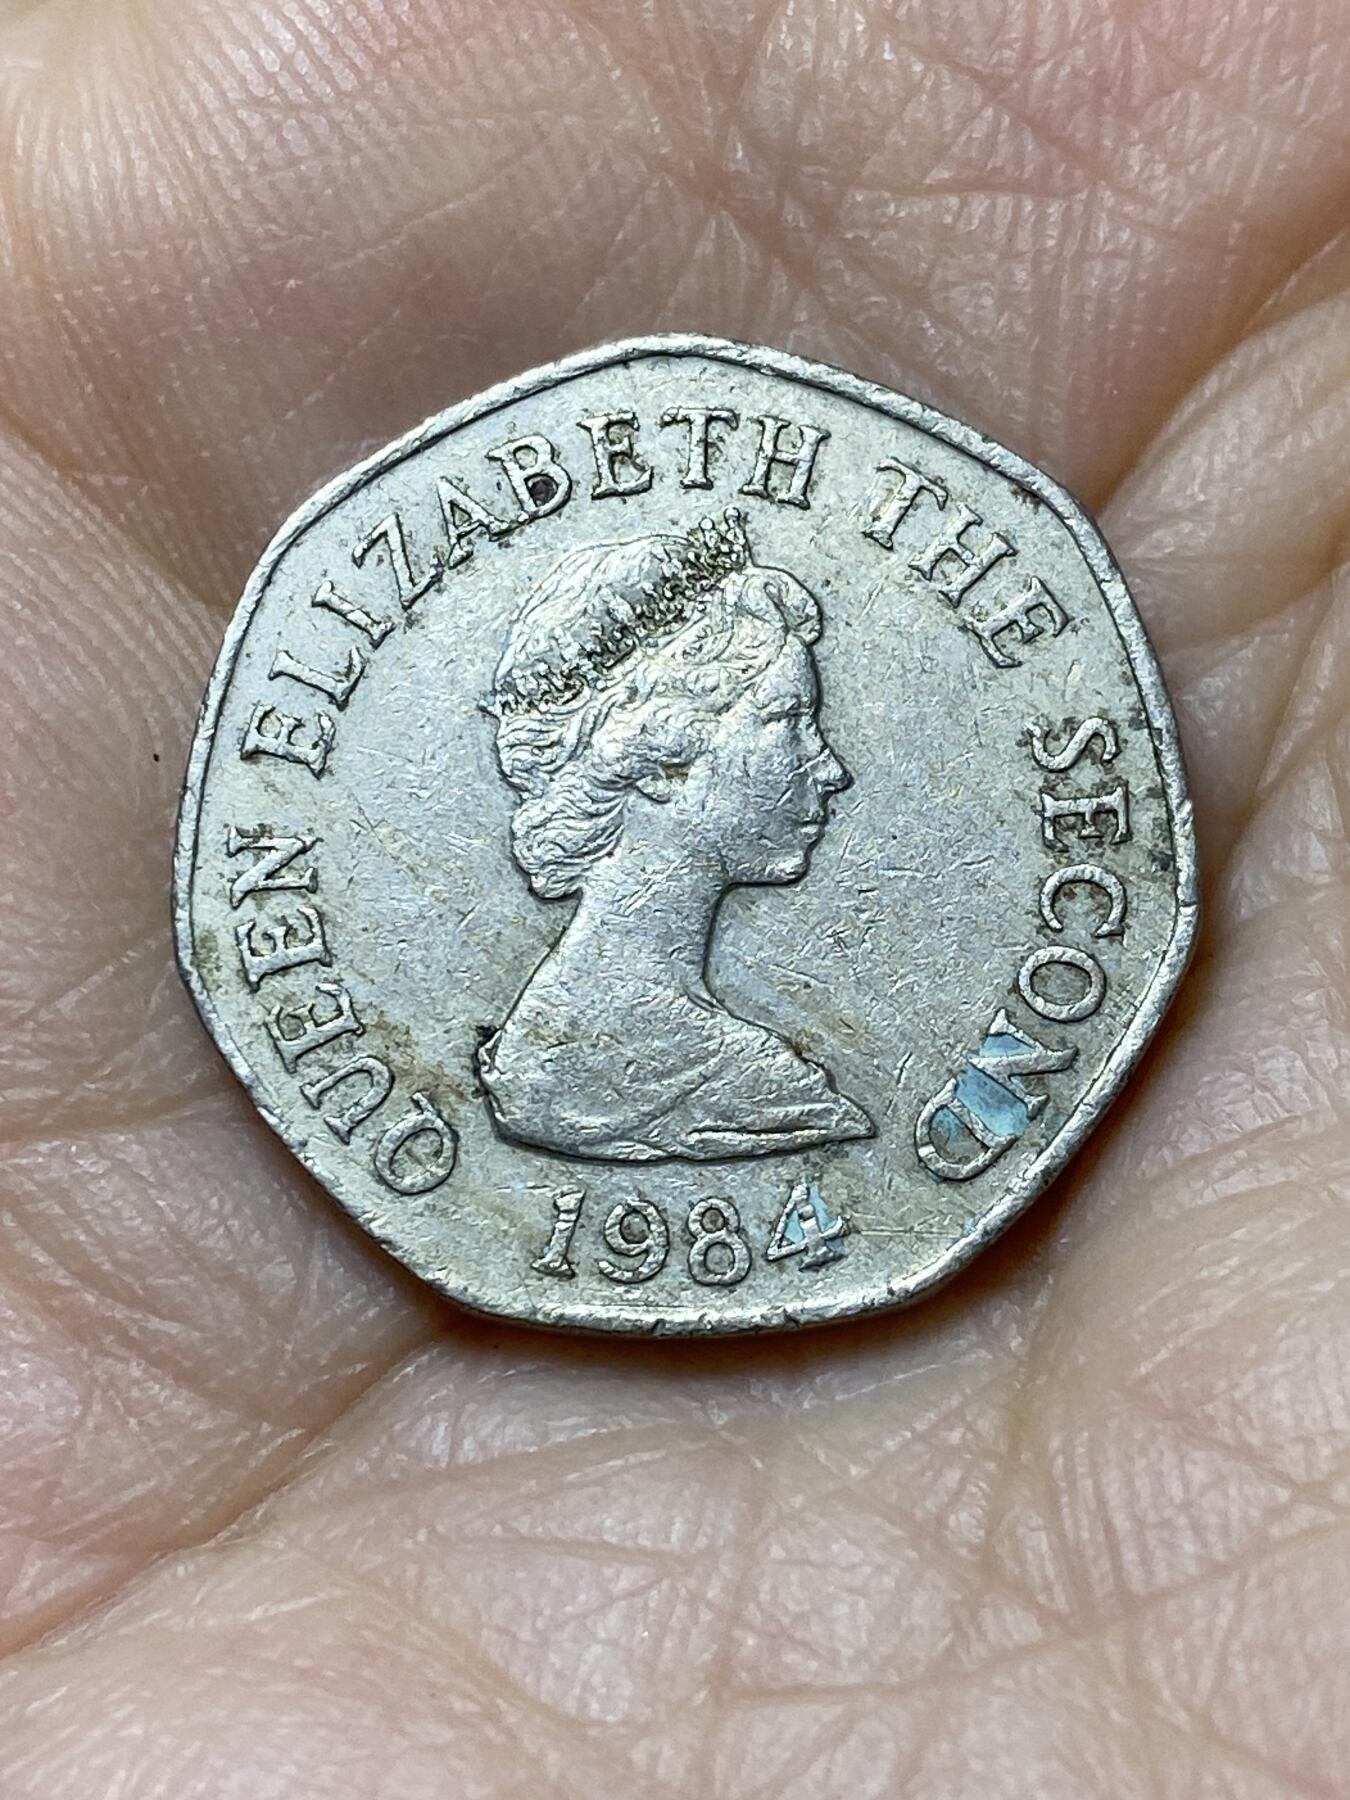 QUEEN ELIZABETH THE SECOND
1984